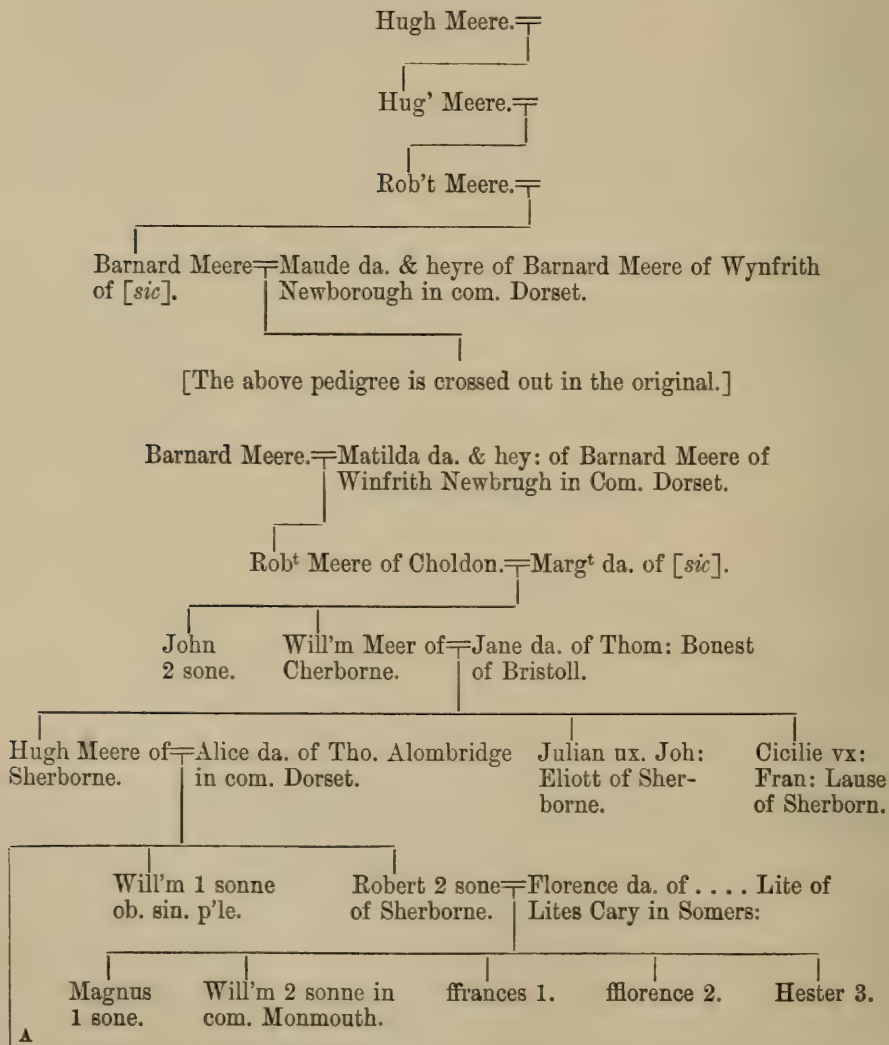 Hugh Meere.
Hug' Meere.
Rob't Meere.
Barnard Meere Maude da. & heyre of Barnard Meere of Wynfrith
of [sic]. Newborough in com. Dorset.
[The above pedigree is crossed out in the original.]
Barnard Meere. Matilda da. & hey: of Barnard Meere of
Winfrith Newbrugh in Com. Dorset.
Robᵗ Meere of Choldon. Margᵗ da. of [sic].
John Will'm Meer of Jane da. of Thom: Bonest
2 sone. Cherborne. of Bristoll.
Hugh Meere of Alice da. of Tho. Alombridge Julian ux. Joh: Cicilie vx:
Sherborne. in com. Dorset. Eliott of Sher- Fran: Lause
borne. of Sherborn.
Will'm 1 sonne Robert 2 sone Florence da. of .... Lite of
ob. sin. p'le. of Sherborne. Lites Cary in Somers:
Magnus Will'm 2 sonne in ffrances 1. fflorence 2. Hester 3.
1 sone. com. Monmouth.
A